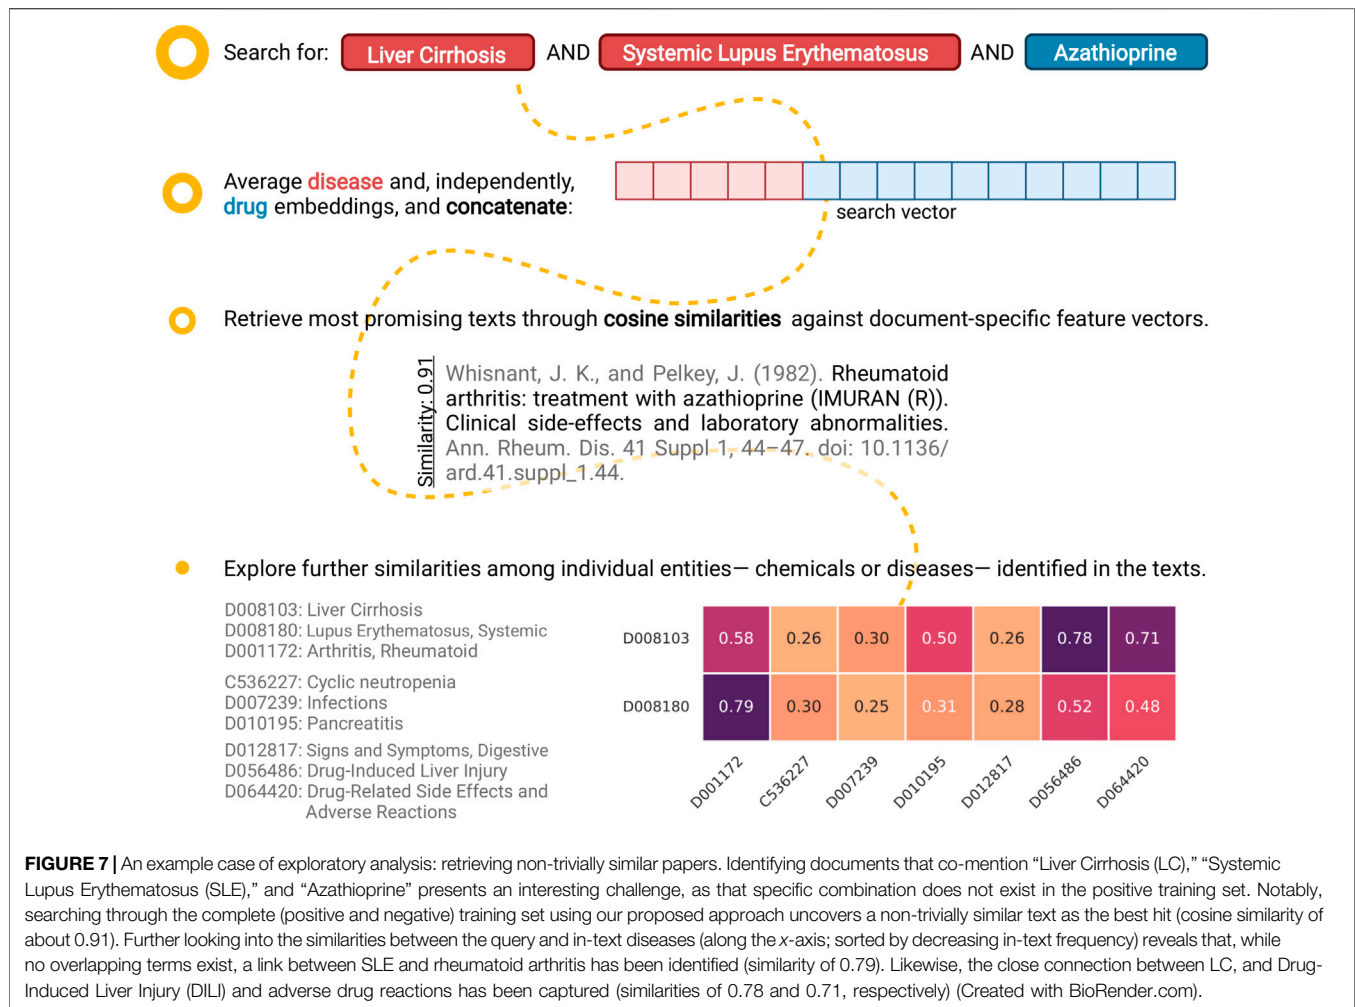 Search for: Liver Cirrhosis AND Systemic Lupus Erythematosus AND Azathioprine
Average disease and, independently,
drug embeddings, and concatenate:
search vector
Retrieve most promising texts through cosine similarities against document-specific feature vectors.
Similarity: 0.91
Whisnant, J. K., and Pelkey, J. (1982). Rheumatoid
arthritis: treatment with azathioprine (IMURAN (R)).
Clinical side-effects and laboratory abnormalities.
Ann. Rheum. Dis. 41 Suppl 1, 44–47. doi: 10.1136/
ard.41.suppl_1.44.
Explore further similarities among individual entities— chemicals or diseases— identified in the texts.
D008103: Liver Cirrhosis
D008180: Lupus Erythematosus, Systemic
D001172: Arthritis, Rheumatoid
C536227: Cyclic neutropenia
D007239: Infections
D010195: Pancreatitis
D012817: Signs and Symptoms, Digestive
D056486: Drug-Induced Liver Injury
D064420: Drug-Related Side Effects and
Adverse Reactions
D008103 0.58 0.26 0.30 0.50 0.26 0.78 0.71
D008180 0.79 0.30 0.25 0.31 0.28 0.52 0.48
D001172 C536227 D007239 D010195 D012817 D056486 D064420
FIGURE 7 | An example case of exploratory analysis: retrieving non-trivially similar papers. Identifying documents that co-mention “Liver Cirrhosis (LC),” “Systemic
Lupus Erythematosus (SLE),” and “Azathioprine” presents an interesting challenge, as that specific combination does not exist in the positive training set. Notably,
searching through the complete (positive and negative) training set using our proposed approach uncovers a non-trivially similar text as the best hit (cosine similarity of
about 0.91). Further looking into the similarities between the query and in-text diseases (along the x-axis; sorted by decreasing in-text frequency) reveals that, while
no overlapping terms exist, a link between SLE and rheumatoid arthritis has been identified (similarity of 0.79). Likewise, the close connection between LC, and Drug-
Induced Liver Injury (DILI) and adverse drug reactions has been captured (similarities of 0.78 and 0.71, respectively) (Created with BioRender.com).